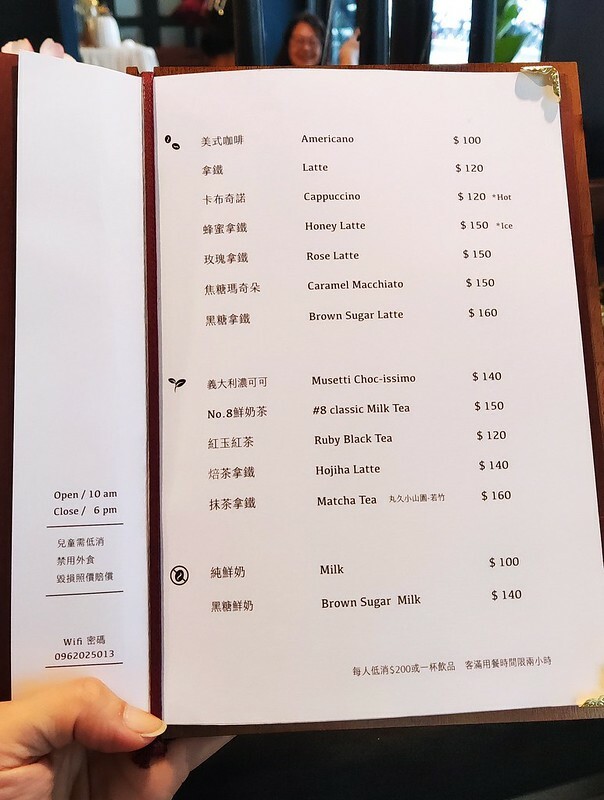 美式咖啡 Americano $ 100
拿鐵 Latte $ 120
卡布奇諾 Cappuccino $ 120 *Hot
蜂蜜拿鐵 Honey Latte $ 150 *Ice
玫瑰拿鐵 Rose Latte $ 150
焦糖瑪奇朵 Caramel Macchiato $ 150
黑糖拿鐵 Brown Sugar Latte $ 160
義大利濃可可 Musetti Choc-issimo $ 140
No.8鮮奶茶 #8 classic Milk Tea $ 150
紅玉紅茶 Ruby Black Tea $ 120
焙茶拿鐵 Hojiha Latte $ 140
抹茶拿鐵 Matcha Tea 丸久小山園-若竹 $ 160
純鮮奶 Milk $ 100
黑糖鮮奶 Brown Sugar Milk $ 140
每人低消$200或一杯飲品 客滿用餐時間限兩小時
Open / 10 am
Close / 6 pm
兒童需低消
禁用外食
毀損照價賠償
Wifi 密碼
0962025013